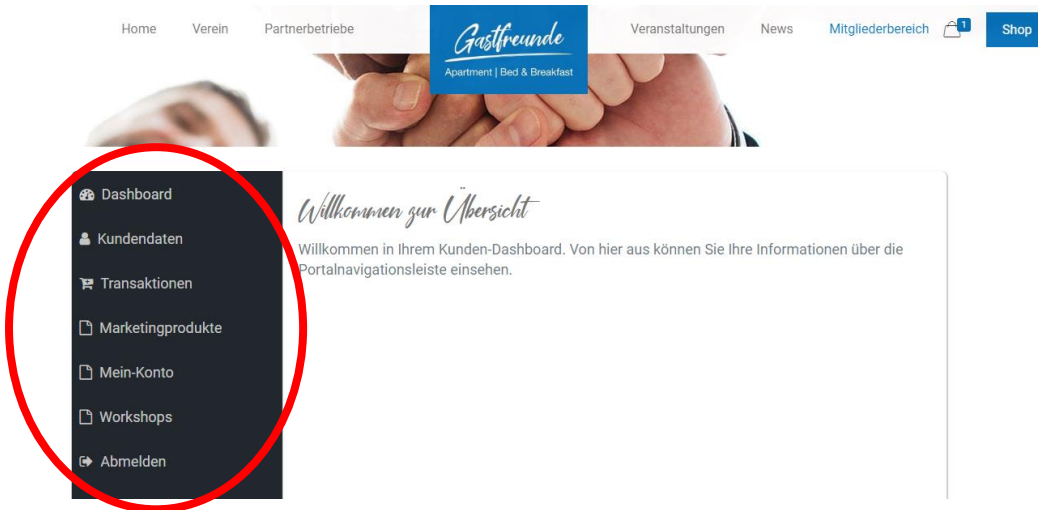 Home Verein Partnerbetriebe Gastfreunde Veranstaltungen News Mitgliederbereich 1 Shop
Apartment | Bed & Breakfast
Dashboard
Kundendaten
Transaktionen
Marketingprodukte
Mein-Konto
Workshops
Abmelden
Willkommen zur Übersicht
Willkommen in Ihrem Kunden-Dashboard. Von hier aus können Sie Ihre Informationen über die
Portalnavigationsleiste einsehen.